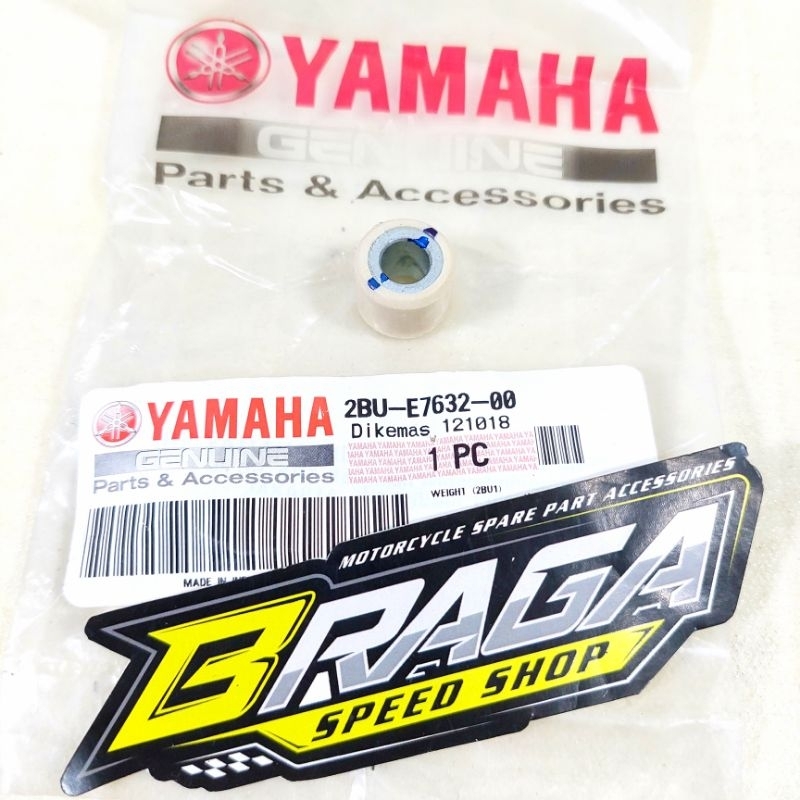 YAMAHA
GENUINE
Parts & Accessories
YAMAHA
GENUINE
Parts & Accessories
2BU-E7632-00
Dikemas 121018
1 PC
WEIGHT (2BU1)
MADE IN
MOTORCYCLE SPARE PART ACCESSORIES
BRAGA
SPEED SHOP